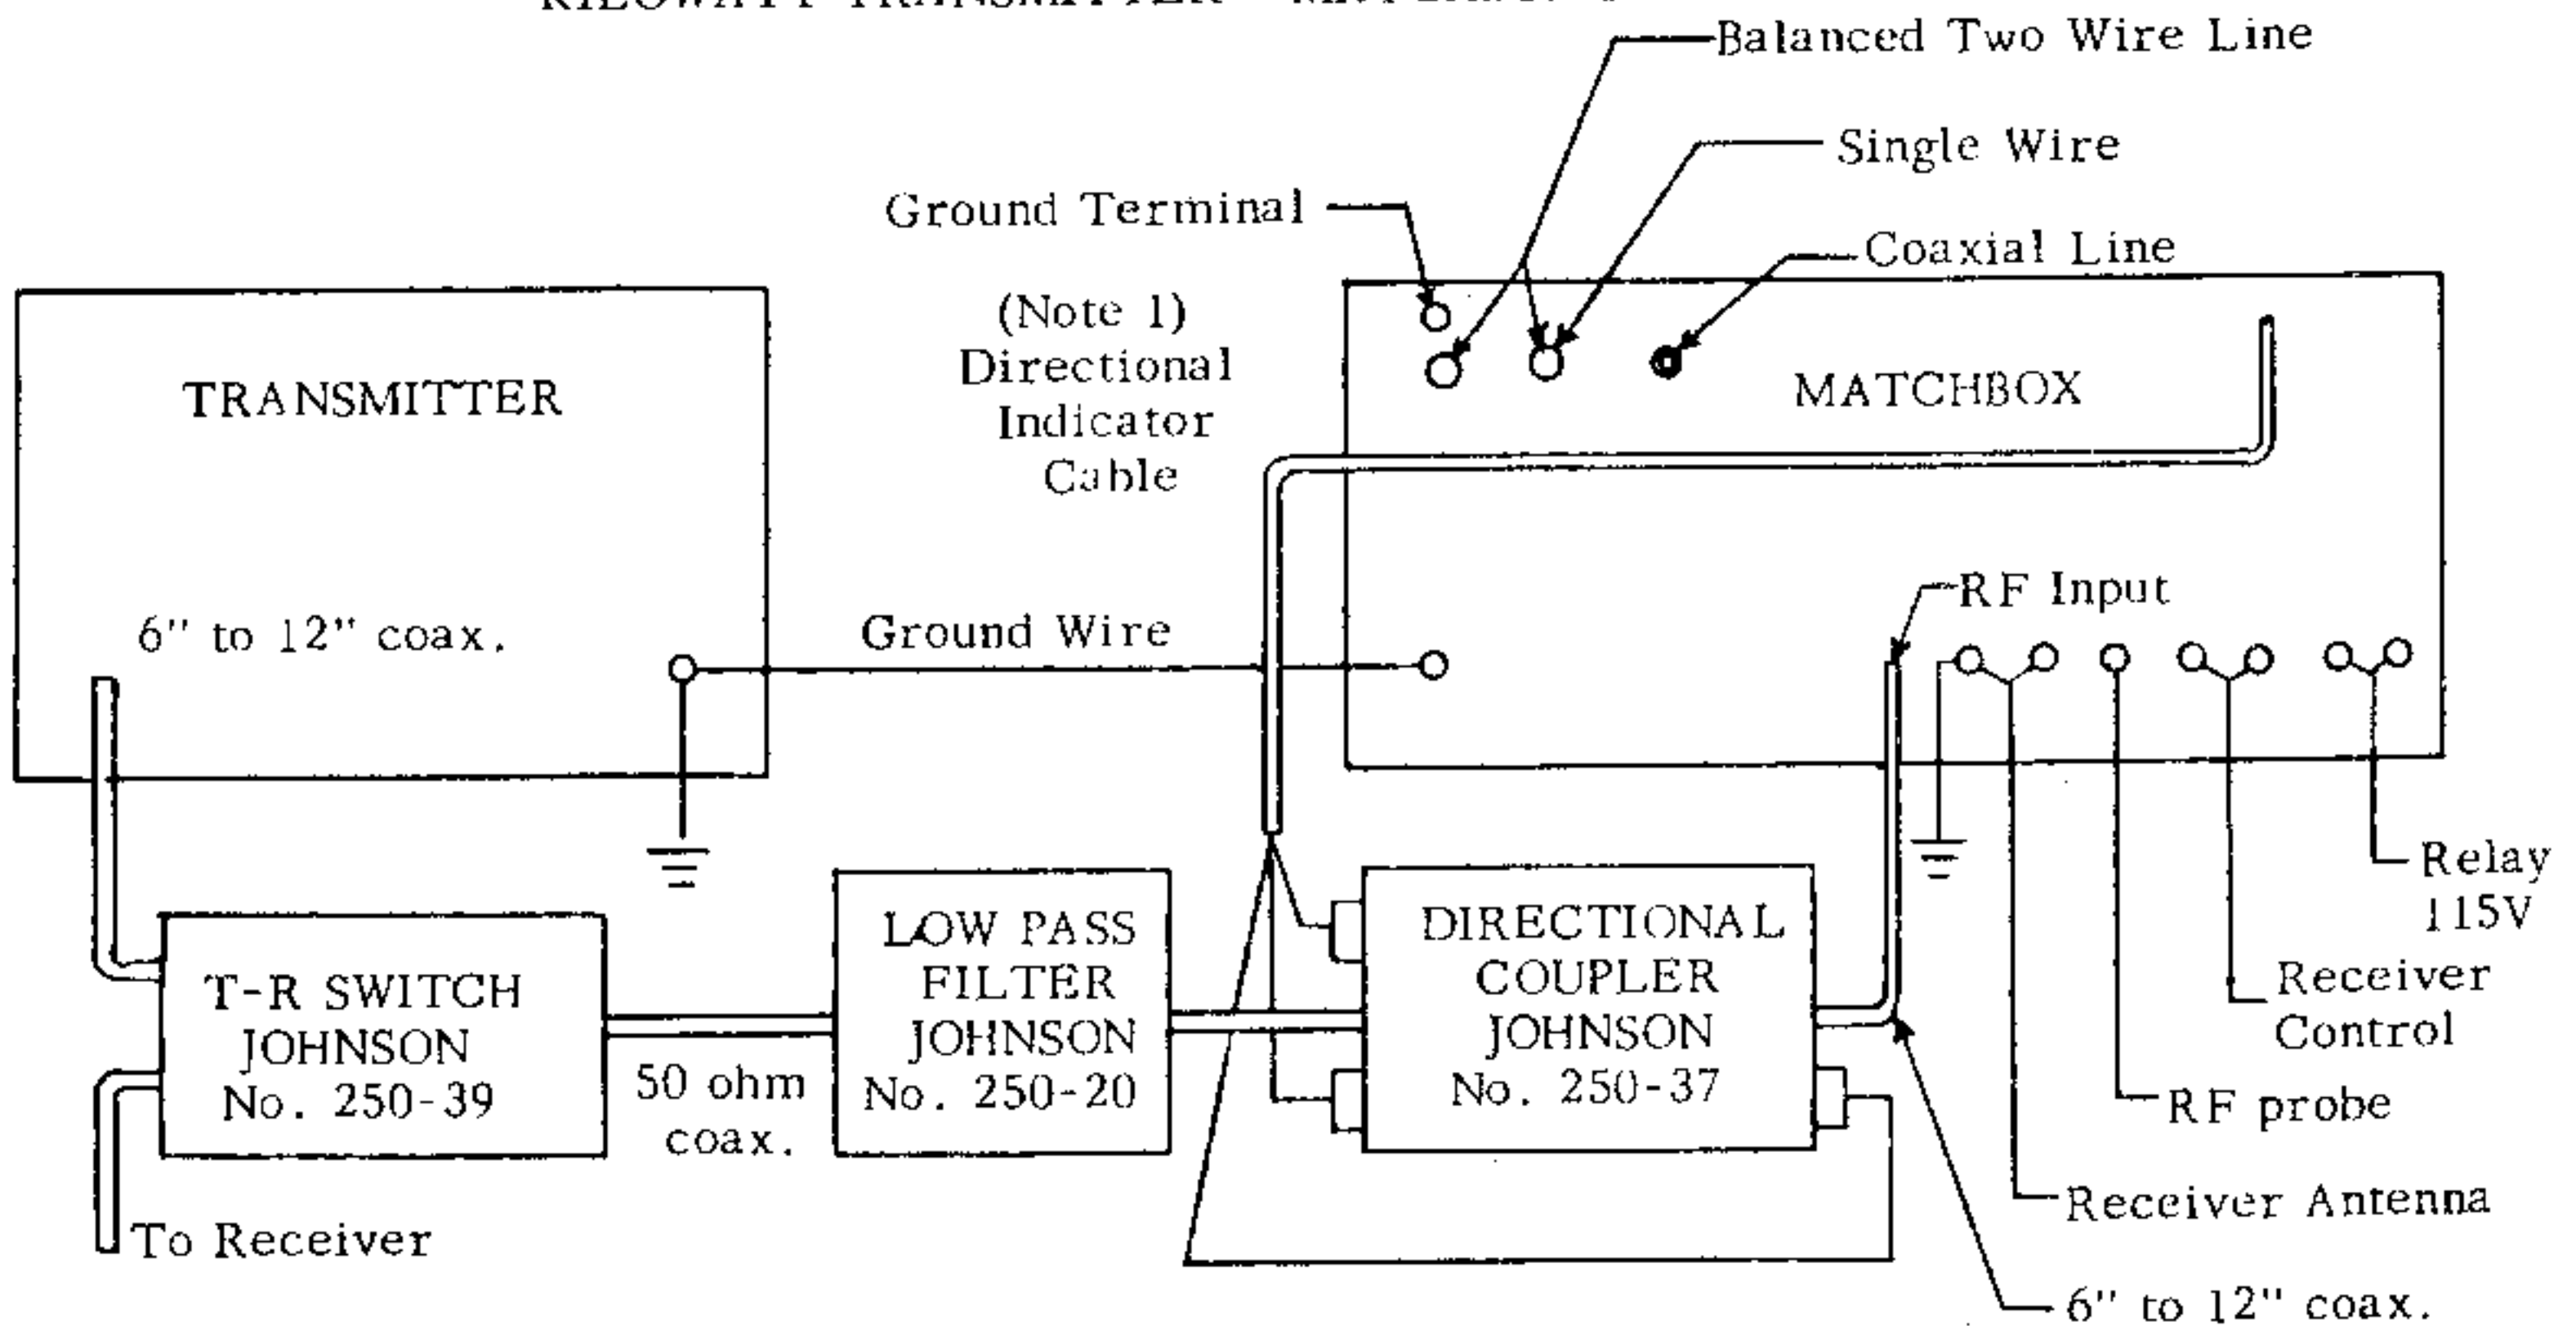 KILOWATT TRANSMITTER
Balanced Two Wire Line
Single Wire
Ground Terminal
Coaxial Line
(Note 1)
Directional
Indicator
Cable
TRANSMITTER
MATCHBOX
6" to 12" coax.
Ground Wire
RF Input
Relay
115V
T-R SWITCH
JOHNSON
No. 250-39
50 ohm
coax.
LOW PASS
FILTER
JOHNSON
No. 250-20
DIRECTIONAL
COUPLER
JOHNSON
No. 250-37
Receiver
Control
RF probe
Receiver Antenna
To Receiver
6" to 12" coax.